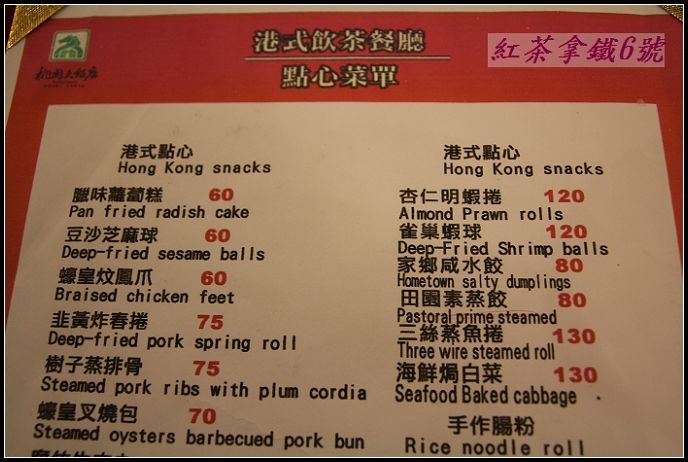 港式飲茶餐廳
點心菜單
紅茶拿鐵6號
桃園大飯店
港式點心
Hong Kong snacks
臘味蘿蔔糕 60
Pan fried radish cake
豆沙芝麻球 60
Deep-fried sesame balls
蠔皇炆鳳爪 60
Braised chicken feet
韭黃炸春捲 75
Deep-fried pork spring roll
樹子蒸排骨 75
Steamed pork ribs with plum cordia
蠔皇叉燒包 70
Steamed oysters barbecued pork bun
港式點心
Hong Kong snacks
杏仁明蝦捲 120
Almond Prawn rolls
雀巢蝦球 120
Deep-Fried Shrimp balls
家鄉咸水餃 80
Hometown salty dumplings
田園素蒸餃 80
Pastoral prime steamed
三絲蒸魚捲 130
Three wire steamed roll
海鮮焗白菜 130
Seafood Baked cabbage
手作腸粉
Rice noodle roll